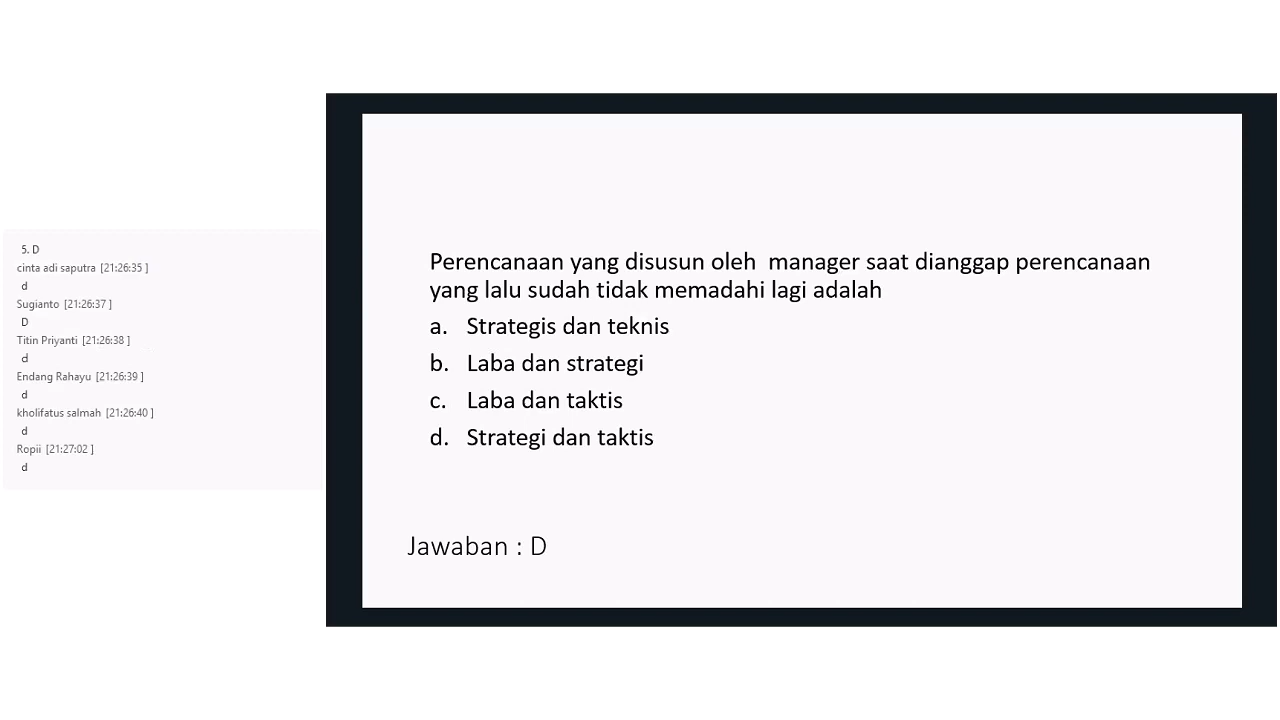 5. D
cinta adi saputra [21:26:35 ]
d
Sugianto [21:26:37 ]
D
Titin Priyanti [21:26:38 ]
d
Endang Rahayu [21:26:39 ]
d
kholifatus salmah [21:26:40 ]
d
Ropii [21:27:02 ]
d
Perencanaan yang disusun oleh  manager saat dianggap perencanaan
yang lalu sudah tidak memadahi lagi adalah
a. Strategis dan teknis
b. Laba dan strategi
c. Laba dan taktis
d. Strategi dan taktis
Jawaban : D